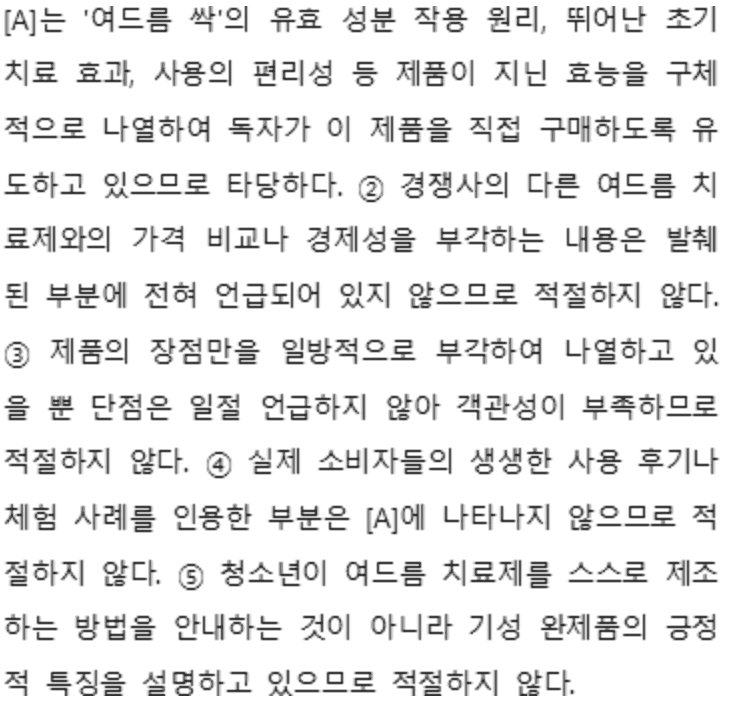 [A]는 '여드름 싹'의 유효 성분 작용 원리, 뛰어난 초기
치료 효과, 사용의 편리성 등 제품이 지닌 효능을 구체
적으로 나열하여 독자가 이 제품을 직접 구매하도록 유
도하고 있으므로 타당하다. ② 경쟁사의 다른 여드름 치
료제와의 가격 비교나 경제성을 부각하는 내용은 발췌
된 부분에 전혀 언급되어 있지 않으므로 적절하지 않다.
③ 제품의 장점만을 일방적으로 부각하여 나열하고 있
을 뿐 단점은 일절 언급하지 않아 객관성이 부족하므로
적절하지 않다. ④ 실제 소비자들의 생생한 사용 후기나
체험 사례를 인용한 부분은 [A]에 나타나지 않으므로 적
절하지 않다. ⑤ 청소년이 여드름 치료제를 스스로 제조
하는 방법을 안내하는 것이 아니라 기성 완제품의 긍정
적 특징을 설명하고 있으므로 적절하지 않다.